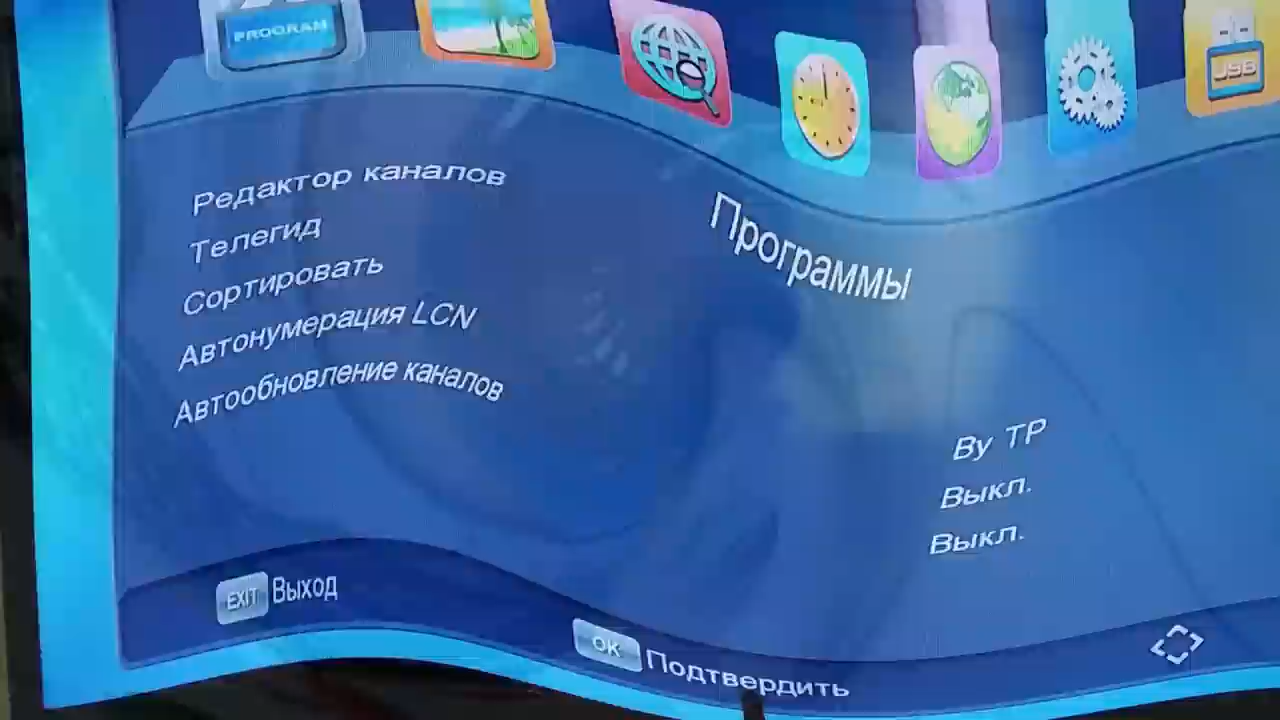 PROGRAM
USB
Программы
Редактор каналов
Телегид
Сортировать By TP
Автонумерация LCN Выкл.
Автообновление каналов Выкл.
EXIT Выход
OK Подтвердить